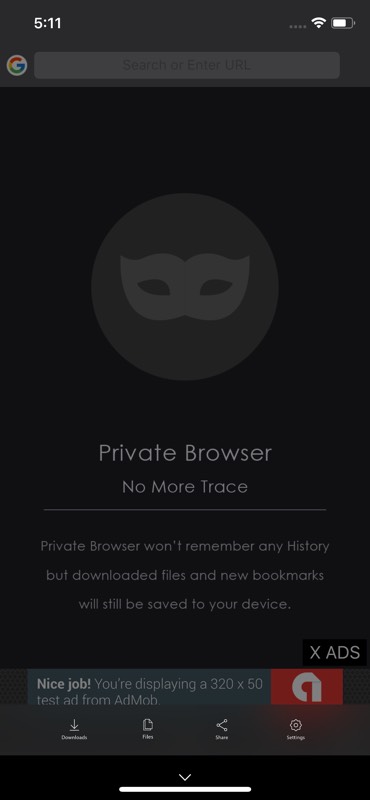 5:11
Search or Enter URL
Private Browser
No More Trace
Private Browser won't remember any History
but downloaded files and new bookmarks
will still be saved to your device.
X ADS
Nice job! You're displaying a 320 x 50
test ad from AdMob.
Downloads
Files
Share
Settings